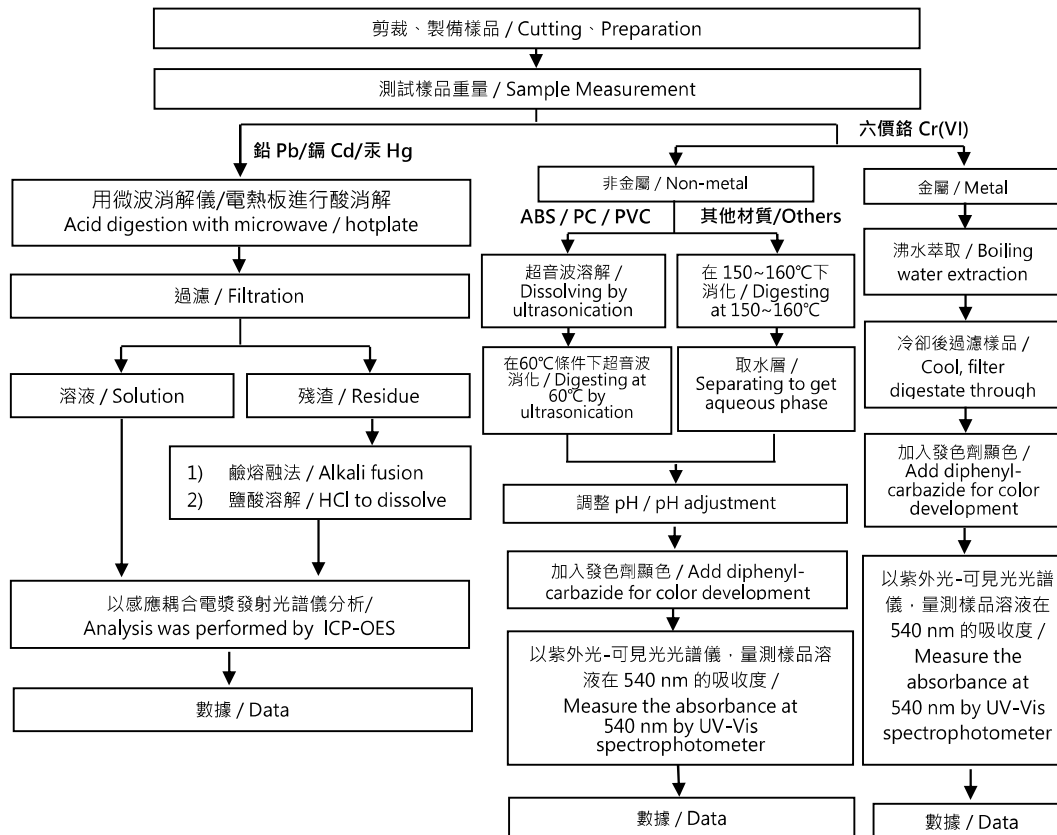 剪裁、製備樣品 / Cutting、Preparation
測試樣品重量 / Sample Measurement
鉛 Pb/鎘 Cd/汞 Hg
六價鉻 Cr(VI)
用微波消解儀/電熱板進行酸消解
Acid digestion with microwave / hotplate
過濾 / Filtration
溶液 / Solution
殘渣 / Residue
1) 鹼熔融法 / Alkali fusion
2) 鹽酸溶解 / HCl to dissolve
以感應耦合電漿發射光譜儀分析/
Analysis was performed by ICP-OES
數據 / Data
非金屬 / Non-metal
ABS / PC / PVC
其他材質/Others
超音波溶解 /
Dissolving by
ultrasonication
在60℃條件下超音波
消化 / Digesting at
60℃ by
ultrasonication
在 150~160℃下
消化 / Digesting
at 150~160℃
取水層 /
Separating to get
aqueous phase
調整 pH / pH adjustment
加入發色劑顯色 / Add diphenyl-
carbazide for color development
以紫外光-可見光光譜儀，量測樣品溶
液在 540 nm 的吸收度 /
Measure the absorbance at
540 nm by UV-Vis
spectrophotometer
數據 / Data
金屬 / Metal
沸水萃取 / Boiling
water extraction
冷卻後過濾樣品 /
Cool, filter
digestate through
加入發色劑顯色 /
Add diphenyl-
carbazide for color
development
以紫外光-可見光光譜
儀，量測樣品溶液在
540 nm 的吸收度 /
Measure the
absorbance at
540 nm by UV-Vis
spectrophotometer
數據 / Data